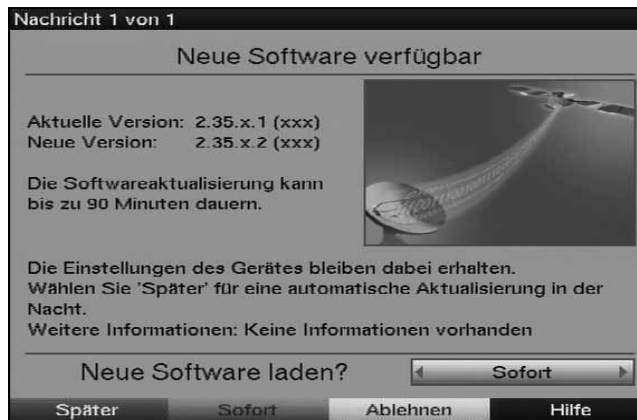 Nachricht 1 von 1
Neue Software verfügbar
Aktuelle Version: 2.35.x.1 (xxx)
Neue Version: 2.35.x.2 (xxx)
Die Softwareaktualisierung kann
bis zu 90 Minuten dauern.
Die Einstellungen des Gerätes bleiben dabei erhalten.
Wählen Sie 'Später' für eine automatische Aktualisierung in der
Nacht.
Weitere Informationen: Keine Informationen vorhanden
Neue Software laden? Sofort
Später Sofort Ablehnen Hilfe